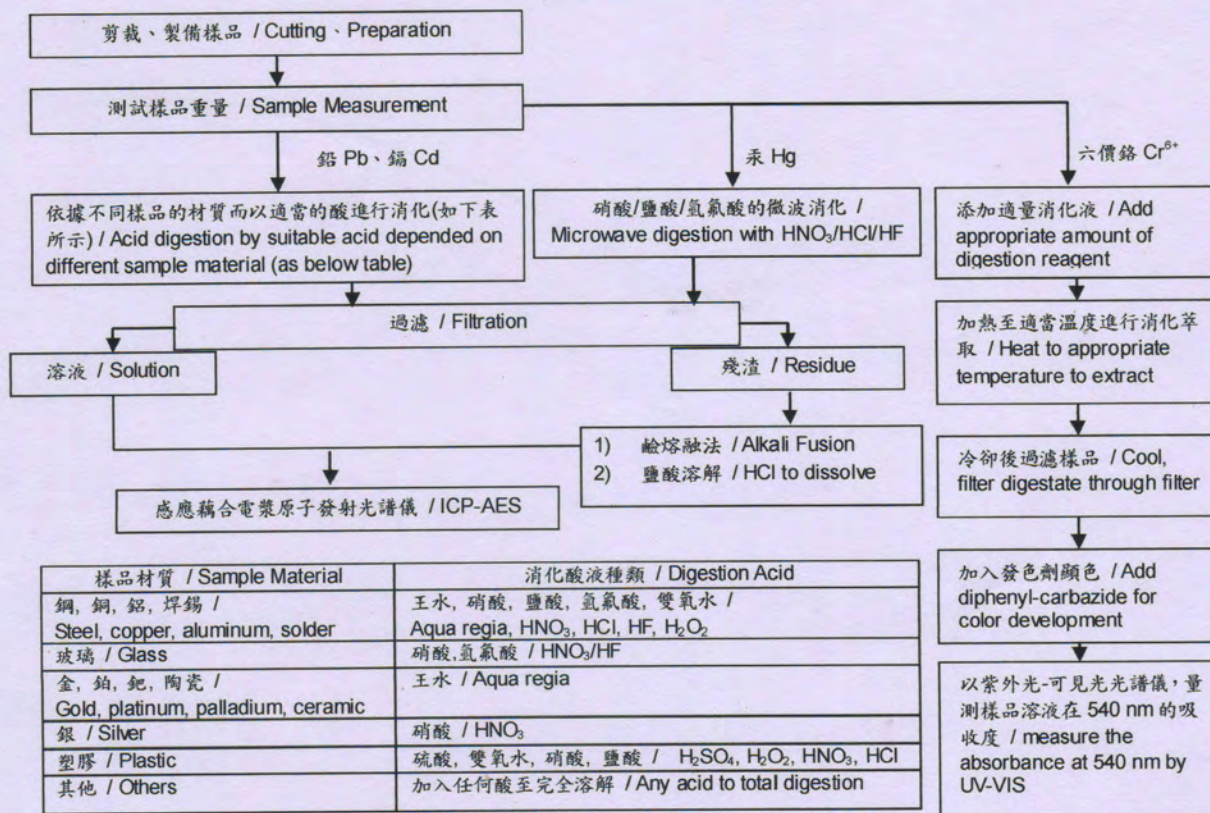 剪裁、製備樣品 / Cutting、Preparation
測試樣品重量 / Sample Measurement
鉛 Pb、鎘 Cd
汞 Hg
六價鉻 Cr⁶⁺
依據不同樣品的材質而以適當的酸進行消化(如下表
所示) / Acid digestion by suitable acid depended on
different sample material (as below table)
硝酸/鹽酸/氫氟酸的微波消化 /
Microwave digestion with HNO₃/HCl/HF
添加適量消化液 / Add
appropriate amount of
digestion reagent
過濾 / Filtration
加熱至適當溫度進行消化萃
取 / Heat to appropriate
temperature to extract
溶液 / Solution
殘渣 / Residue
1) 鹼熔融法 / Alkali Fusion
2) 鹽酸溶解 / HCl to dissolve
冷卻後過濾樣品 / Cool,
filter digestate through filter
感應藕合電漿原子發射光譜儀 / ICP-AES
加入發色劑顯色 / Add
diphenyl-carbazide for
color development
以紫外光-可見光光譜儀，量
測樣品溶液在 540 nm 的吸
收度 / measure the
absorbance at 540 nm by
UV-VIS
樣品材質 / Sample Material
消化酸液種類 / Digestion Acid
鋼, 銅, 鋁, 焊錫 /
Steel, copper, aluminum, solder
王水, 硝酸, 鹽酸, 氫氟酸, 雙氧水 /
Aqua regia, HNO₃, HCl, HF, H₂O₂
玻璃 / Glass
硝酸,氫氟酸 / HNO₃/HF
金, 鉑, 鈀, 陶瓷 /
Gold, platinum, palladium, ceramic
王水 / Aqua regia
銀 / Silver
硝酸 / HNO₃
塑膠 / Plastic
硫酸, 雙氧水, 硝酸, 鹽酸 / H₂SO₄, H₂O₂, HNO₃, HCl
其他 / Others
加入任何酸至完全溶解 / Any acid to total digestion